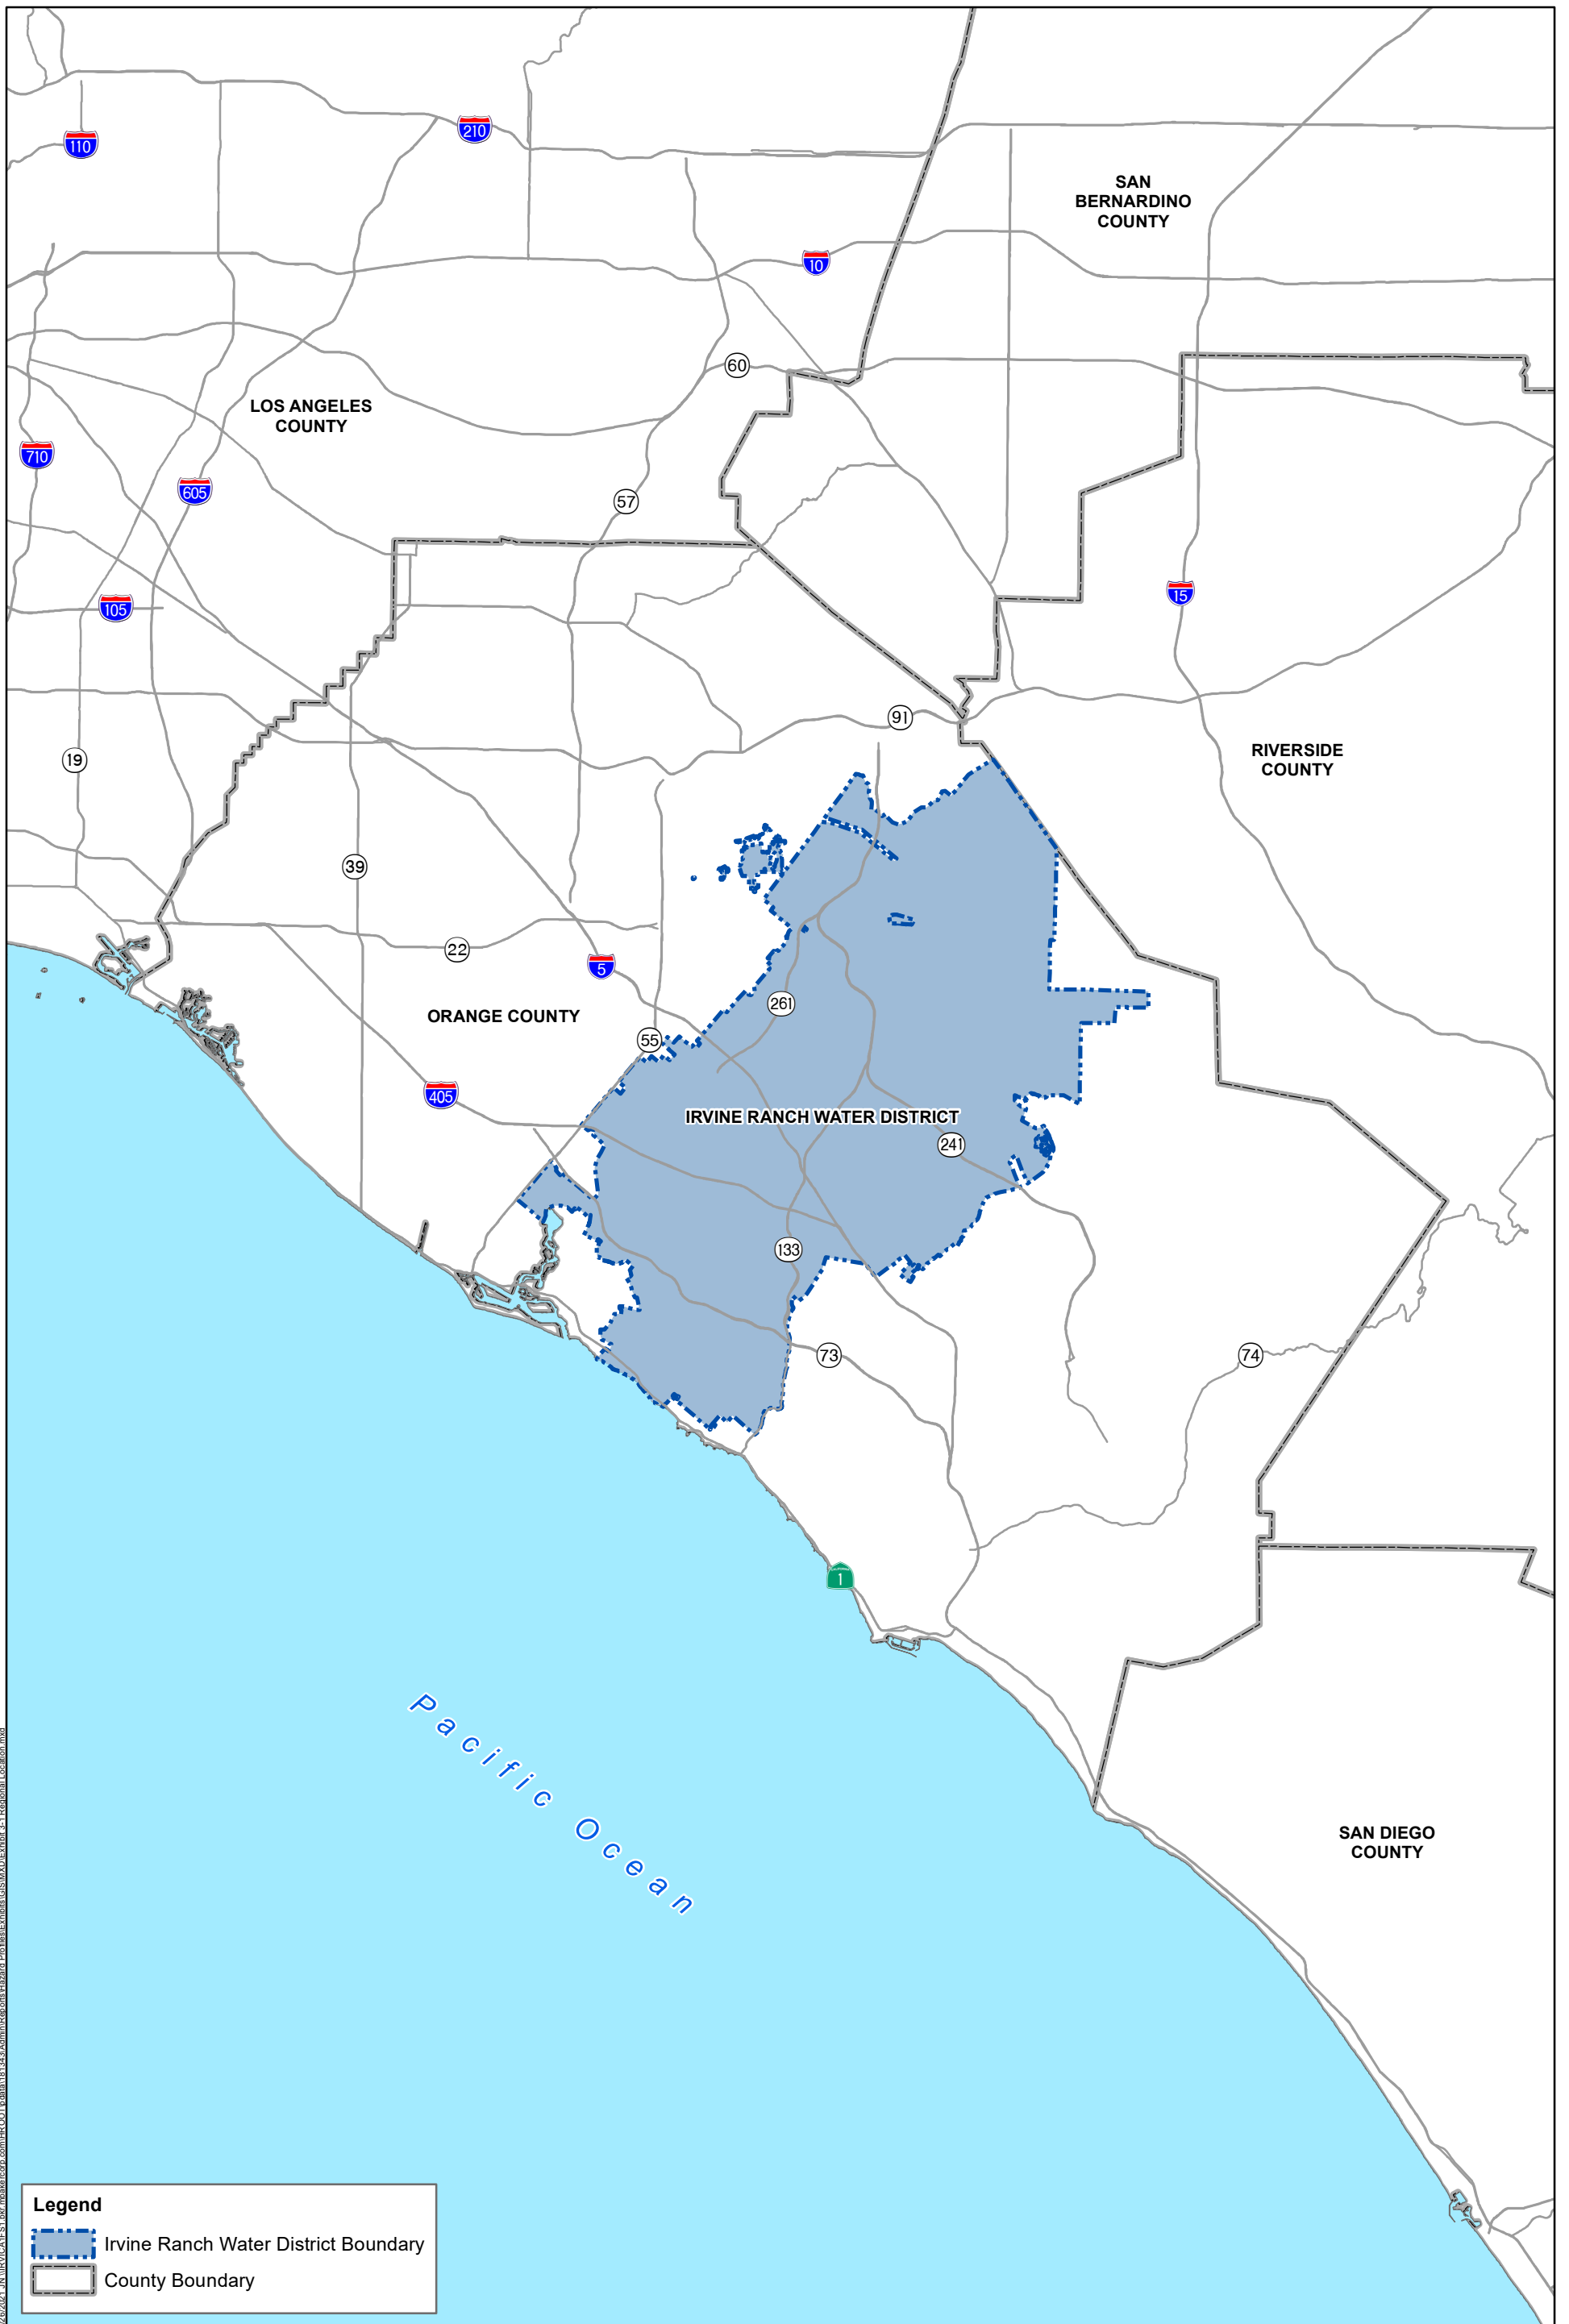 110
210
SAN
BERNARDINO
COUNTY
10
60
LOS ANGELES
COUNTY
710
605
57
105
15
91
RIVERSIDE
COUNTY
19
39
22
5
261
ORANGE COUNTY
55
405
IRVINE RANCH WATER DISTRICT
241
133
73
74
1
Pacific Ocean
SAN DIEGO
COUNTY
Legend
Irvine Ranch Water District Boundary
County Boundary